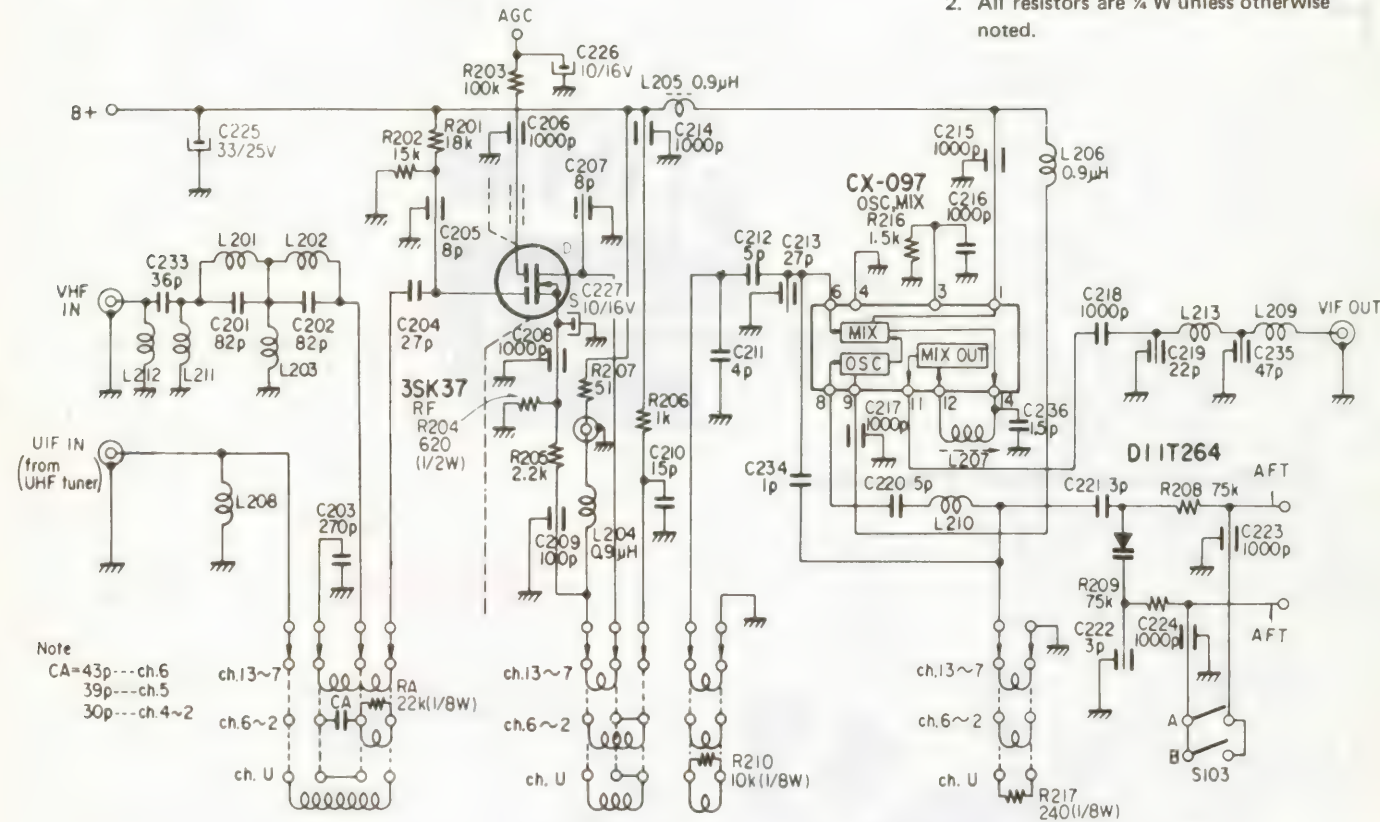 2. All resistors are ¼ W unless otherwise
noted.
AGC
C226
10/16V
R203
100k
L205 0.9μH
B+
C225
33/25V
R202
15k
R201
18k
C206
1000p
C214
1000p
C207
8p
C205
8p
C215
1000p
L206
0.9μH
CX-097
OSC, MIX
R216
1.5k
C216
1000p
L201
L202
C233
36p
VHF
IN
C201
82p
C202
82p
L212
L211
L203
C204
27p
D
S
C227
10/16V
C208
1000p
C212
5p
C213
27p
6
4
3
1
MIX
OSC
MIX OUT
8
9
11
12
14
C211
4p
C218
1000p
L213
L209
VIF OUT
C219
22p
C235
47p
3SK37
RF
R204
620
(1/2W)
R207
51
R206
1k
C217
1000p
L207
C236
1.5p
UIF IN
(from
UHF tuner)
L208
R205
2.2k
C210
15p
C234
1p
C220 5p
L210
D1 1T264
C221 3p
R208 75k
AFT
C223
1000p
C203
270p
C209
100p
L204
0.9μH
R209
75k
C222
3p
C224
1000p
AFT
Note
CA=43p---ch.6
39p---ch.5
30p---ch.4~2
ch.13~7
RA
22k(1/8W)
CA
ch.6~2
ch. U
ch.13~7
ch.6~2
ch. U
R210
10k(1/8W)
ch.13~7
ch.6~2
ch. U
R217
240(1/8W)
A
B
S103